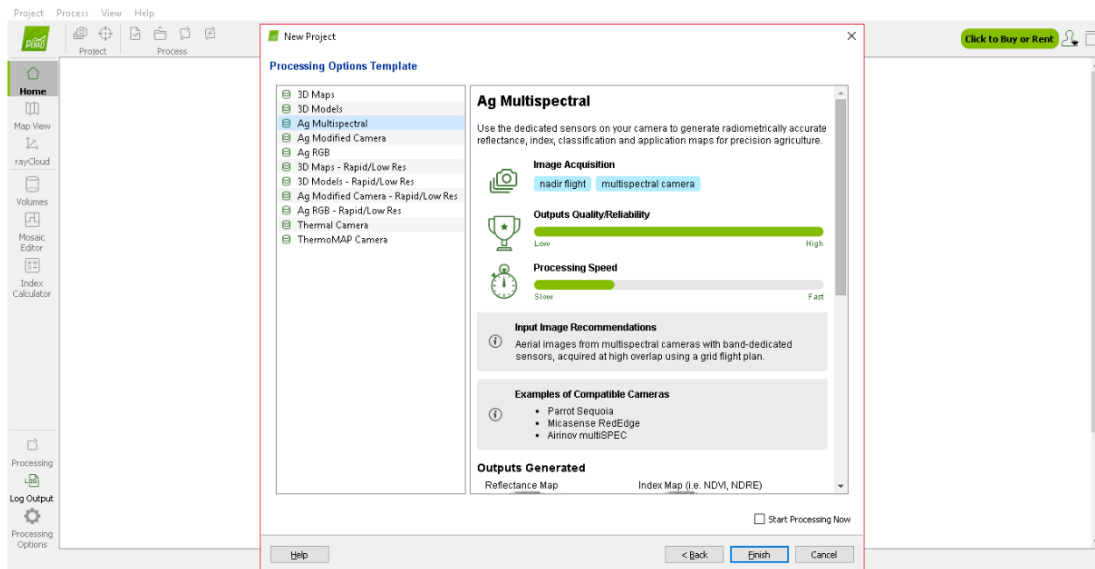 Project Process View Help
PIX4D
Project
Process
Click to Buy or Rent
Home
Map View
rayCloud
Volumes
Mosaic
Editor
Index
Calculator
Processing
Log Output
Processing
Options
New Project
Processing Options Template
3D Maps
3D Models
Ag Multispectral
Ag Modified Camera
Ag RGB
3D Maps - Rapid/Low Res
3D Models - Rapid/Low Res
Ag Modified Camera - Rapid/Low Res
Ag RGB - Rapid/Low Res
Thermal Camera
ThermoMAP Camera
Ag Multispectral
Use the dedicated sensors on your camera to generate radiometrically accurate
reflectance, index, classification and application maps for precision agriculture.
Image Acquisition
nadir flight multispectral camera
Outputs Quality/Reliability
Low High
Processing Speed
Slow Fast
Input Image Recommendations
Aerial images from multispectral cameras with band-dedicated
sensors, acquired at high overlap using a grid flight plan.
Examples of Compatible Cameras
• Parrot Sequoia
• Micasense RedEdge
• Airinov multiSPEC
Outputs Generated
Reflectance Map Index Map (i.e. NDVI, NDRE)
Start Processing Now
Help < Back Finish Cancel